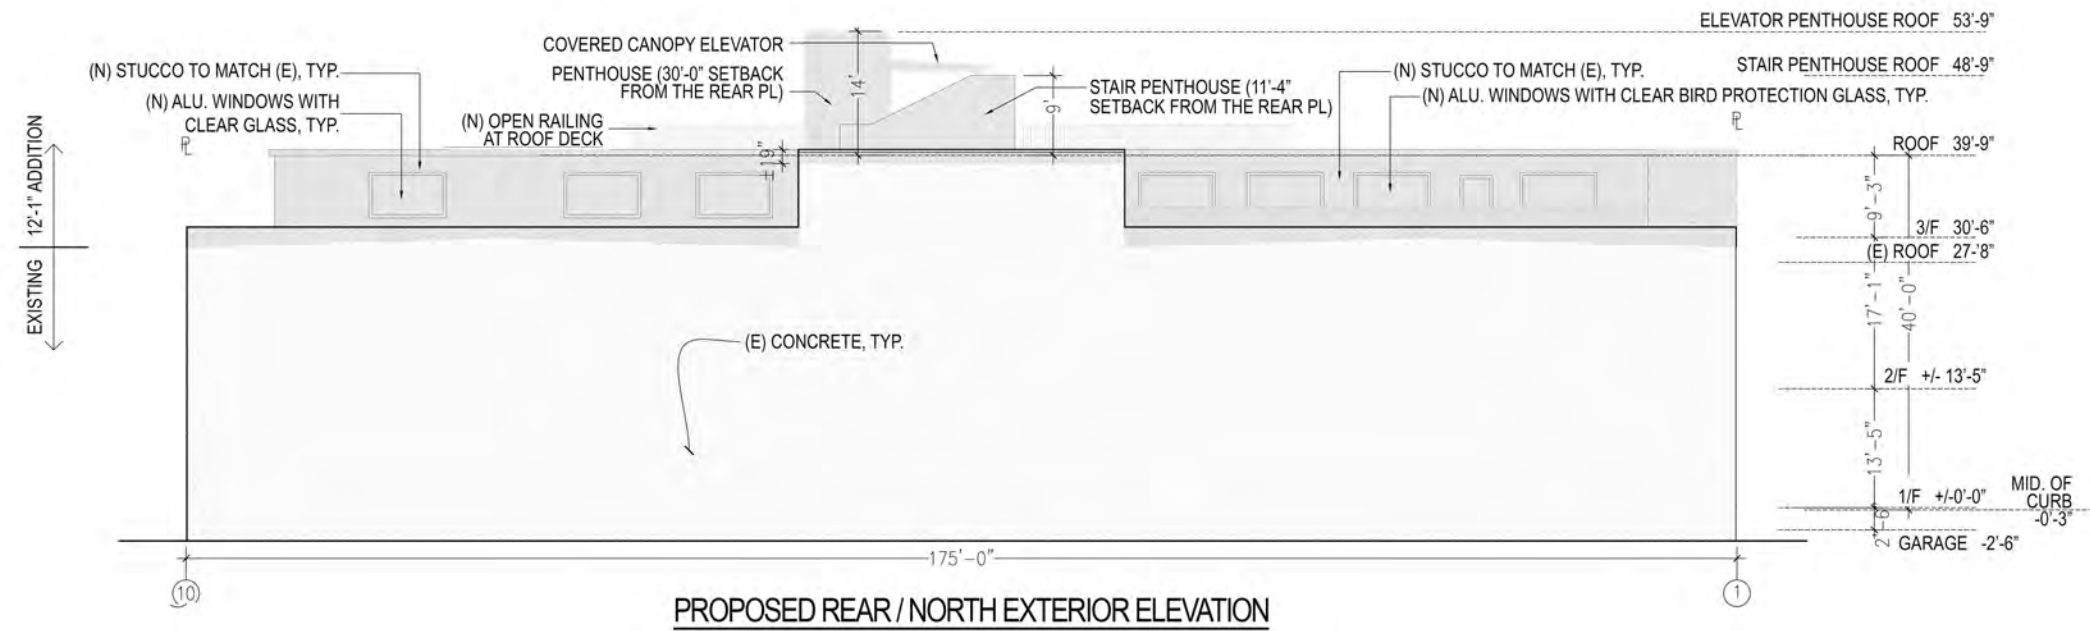 ELEVATOR PENTHOUSE ROOF 53'-9"
COVERED CANOPY ELEVATOR
PENTHOUSE (30'-0" SETBACK
FROM THE REAR PL)
STAIR PENTHOUSE ROOF 48'-9"
(N) STUCCO TO MATCH (E), TYP.
(N) ALU. WINDOWS WITH
CLEAR GLASS, TYP.
(N) OPEN RAILING
AT ROOF DECK
14'
9'
STAIR PENTHOUSE (11'-4"
SETBACK FROM THE REAR PL)
(N) STUCCO TO MATCH (E), TYP.
(N) ALU. WINDOWS WITH CLEAR BIRD PROTECTION GLASS, TYP.
PL
PL
±19"
12'-1" ADDITION
EXISTING
ROOF 39'-9"
9'-3"
3/F 30'-6"
(E) ROOF 27'-8"
17'-1"
40'-0"
(E) CONCRETE, TYP.
2/F +/- 13'-5"
13'-5"
1/F +/-0'-0"
MID. OF
CURB
-0'-3"
2'-6"
GARAGE -2'-6"
175'-0"
10
1
PROPOSED REAR / NORTH EXTERIOR ELEVATION